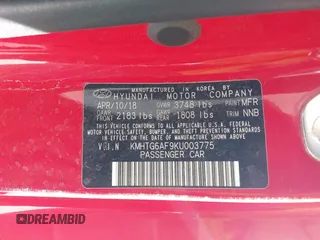 MANUFACTURED IN KOREA BY
HYUNDAI MOTOR COMPANY
APR/10/18 GVWR 3748 lbs PAINT MFR
GAWR FRONT 2183 lbs GAWR REAR 1808 lbs TRIM NNB
THIS VEHICLE CONFORMS TO ALL APPLICABLE
U.S. FEDERAL MOTOR VEHICLE SAFETY, BUMPER,
AND THEFT PREVENTION STANDARDS IN EFFECT
ON THE DATE OF MANUFACTURE SHOWN ABOVE.
V.I.N. KMHTG6AF9KU003775
PASSENGER CAR
DREAMBID